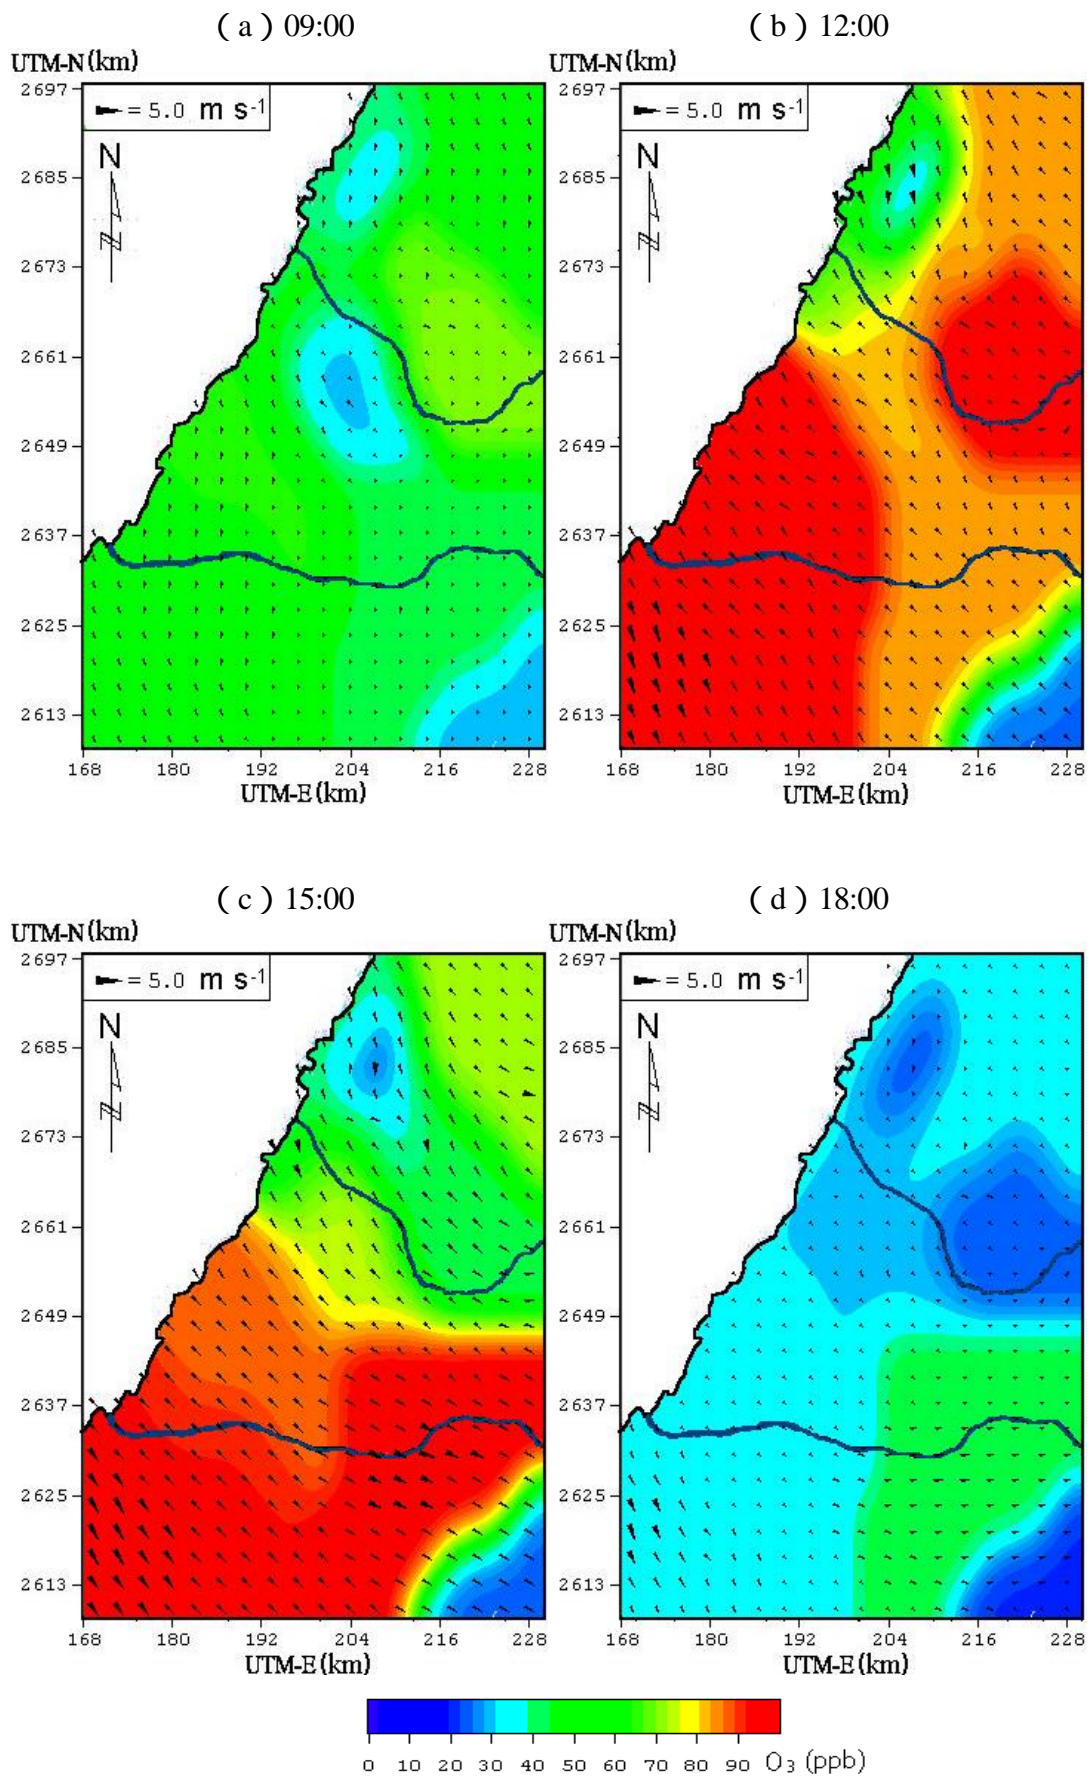 ( a ) 09:00
( b ) 12:00
UTM-N (km)
UTM-N (km)
= 5.0 m s-1
= 5.0 m s-1
N
N
2697
2685
2673
2661
2649
2637
2625
2613
2697
2685
2673
2661
2649
2637
2625
2613
168 180 192 204 216 228
168 180 192 204 216 228
UTM-E (km)
UTM-E (km)
( c ) 15:00
( d ) 18:00
UTM-N (km)
UTM-N (km)
= 5.0 m s-1
= 5.0 m s-1
N
N
2697
2685
2673
2661
2649
2637
2625
2613
2697
2685
2673
2661
2649
2637
2625
2613
168 180 192 204 216 228
168 180 192 204 216 228
UTM-E (km)
UTM-E (km)
0 10 20 30 40 50 60 70 80 90 O3 (ppb)